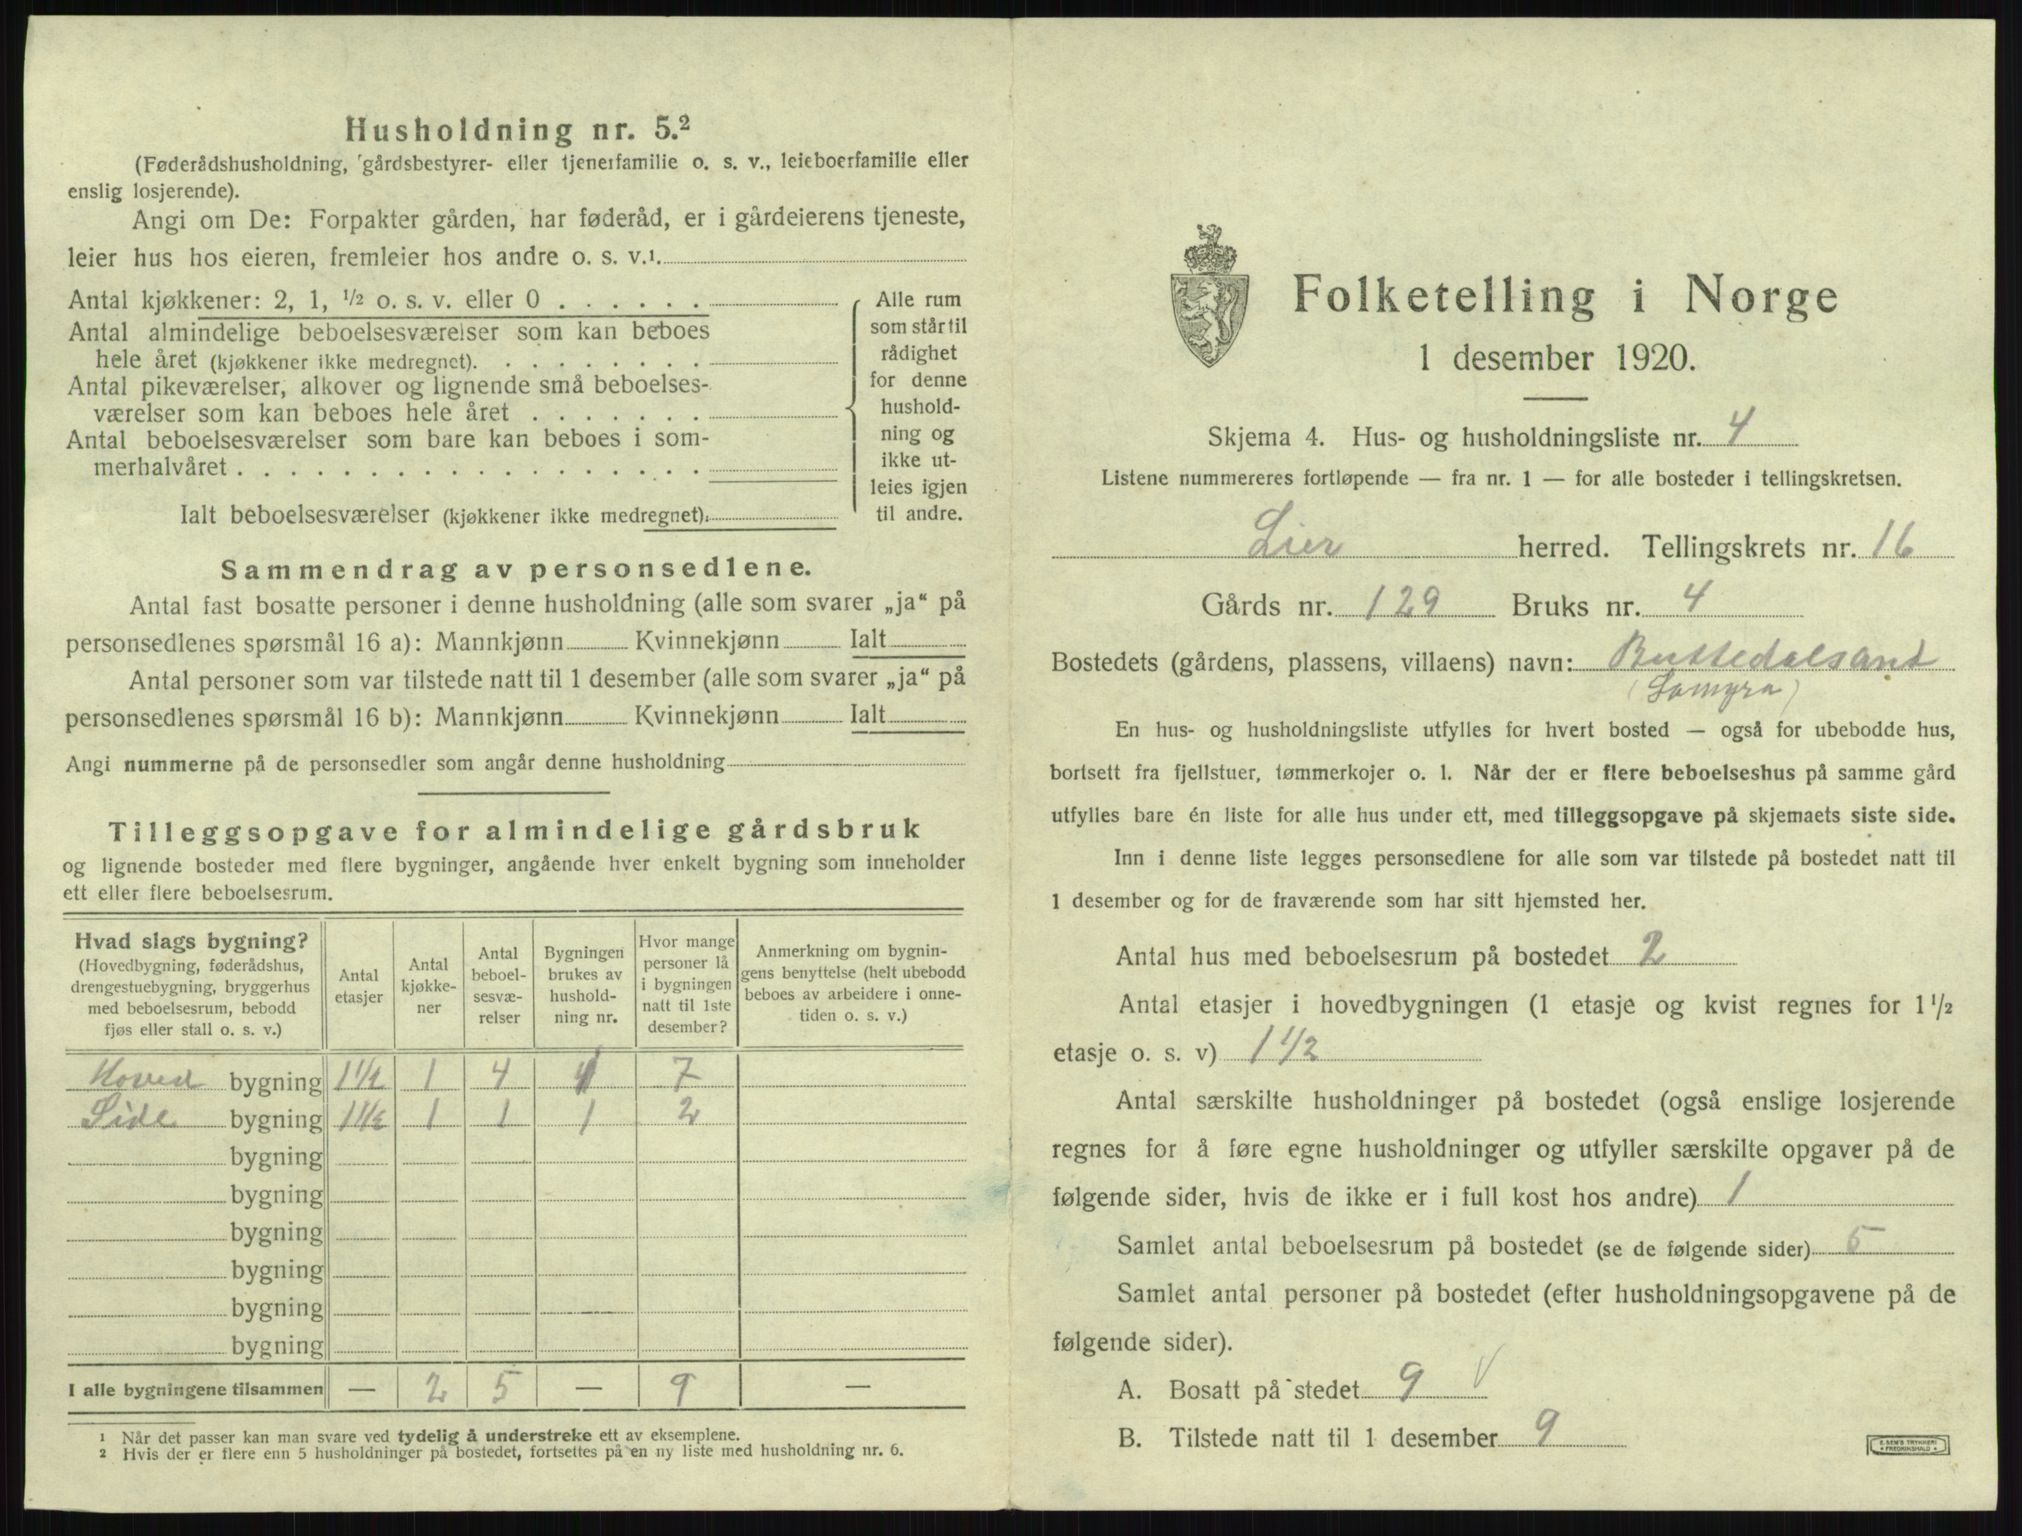 Husholdning nr. 5.²
(Føderådshusholdning, gårdsbestyrer- eller tjenerfamilie o. s. v., leieboerfamilie eller
enslig losjerende).
Angi om De: Forpakter gården, har føderåd, er i gårdeierens tjeneste,
leier hus hos eieren, fremleier hos andre o. s. v.¹.
Antal kjøkkener: 2, 1, ½ o. s. v. eller 0 . . . . . .
Antal almindelige beboelsesværelser som kan beboes
hele året (kjøkkener ikke medregnet). . . . . . . . .
Antal pikeværelser, alkover og lignende små beboelses-
værelser som kan beboes hele året . . . . . . .
Antal beboelsesværelser som bare kan beboes i som-
merhalvåret . . . . . . . . . . . . . . . . . .
Ialt beboelsesværelser (kjøkkener ikke medregnet).
Alle rum
som står til
rådighet
for denne
hushold-
ning og
ikke ut-
leies igjen
til andre.
Sammendrag av personsedlene.
Antal fast bosatte personer i denne husholdning (alle som svarer „ja“ på
personsedlenes spørsmål 16 a): Mannkjønn Kvinnekjønn Ialt
Antal personer som var tilstede natt til 1 desember (alle som svarer „ja“ på
personsedlenes spørsmål 16 b): Mannkjønn Kvinnekjønn Ialt
Angi nummerne på de personsedler som angår denne husholdning
Tilleggsopgave for almindelige gårdsbruk
og lignende bosteder med flere bygninger, angående hver enkelt bygning som inneholder
ett eller flere beboelsesrum.
Hvad slags bygning?
(Hovedbygning, føderådshus,
drengestuebygning, bryggerhus
med beboelsesrum, bebodd
fjøs eller stall o. s. v.)
Antal
etasjer
Antal
kjøkke-
ner
Antal
beboel-
sesvæ-
relser
Bygningen
brukes av
hushold-
ning nr.
Hvor mange
personer lå
i bygningen
natt til 1ste
desember?
Anmerkning om bygnin-
gens benyttelse (helt ubebodd
beboes av arbeidere i onne-
tiden o. s. v.)
Hoved bygning 1½ 1 4 1 7
Side bygning 1½ 1 1 1 2
bygning
bygning
bygning
bygning
bygning
bygning
I alle bygningene tilsammen — 2 5 — 9 —
¹ Når det passer kan man svare ved tydelig å understreke ett av eksemplene.
² Hvis der er flere enn 5 husholdninger på bostedet, fortsettes på en ny liste med husholdning nr. 6.
Folketelling i Norge
1 desember 1920.
Skjema 4. Hus- og husholdningsliste nr. 4
Listene nummereres fortløpende — fra nr. 1 — for alle bosteder i tellingskretsen.
Lier herred. Tellingskrets nr. 16
Gårds nr. 129 Bruks nr. 4
Bostedets (gårdens, plassens, villaens) navn: Buttedalsand
(Lamyra)
En hus- og husholdningsliste utfylles for hvert bosted — også for ubebodde hus,
bortsett fra fjellstuer, tømmerkojer o. l. Når der er flere beboelseshus på samme gård
utfylles bare én liste for alle hus under ett, med tilleggsopgave på skjemaets siste side.
Inn i denne liste legges personsedlene for alle som var tilstede på bostedet natt til
1 desember og for de fraværende som har sitt hjemsted her.
Antal hus med beboelsesrum på bostedet 2
Antal etasjer i hovedbygningen (1 etasje og kvist regnes for 1½
etasje o. s. v) 1½
Antal særskilte husholdninger på bostedet (også enslige losjerende
regnes for å føre egne husholdninger og utfyller særskilte opgaver på de
følgende sider, hvis de ikke er i full kost hos andre) 1
Samlet antal beboelsesrum på bostedet (se de følgende sider) 5
Samlet antal personer på bostedet (efter husholdningsopgavene på de
følgende sider).
A. Bosatt på stedet 9 √
B. Tilstede natt til 1 desember 9
E. SEM'S TRYKKERI
FREDRIKSHALD